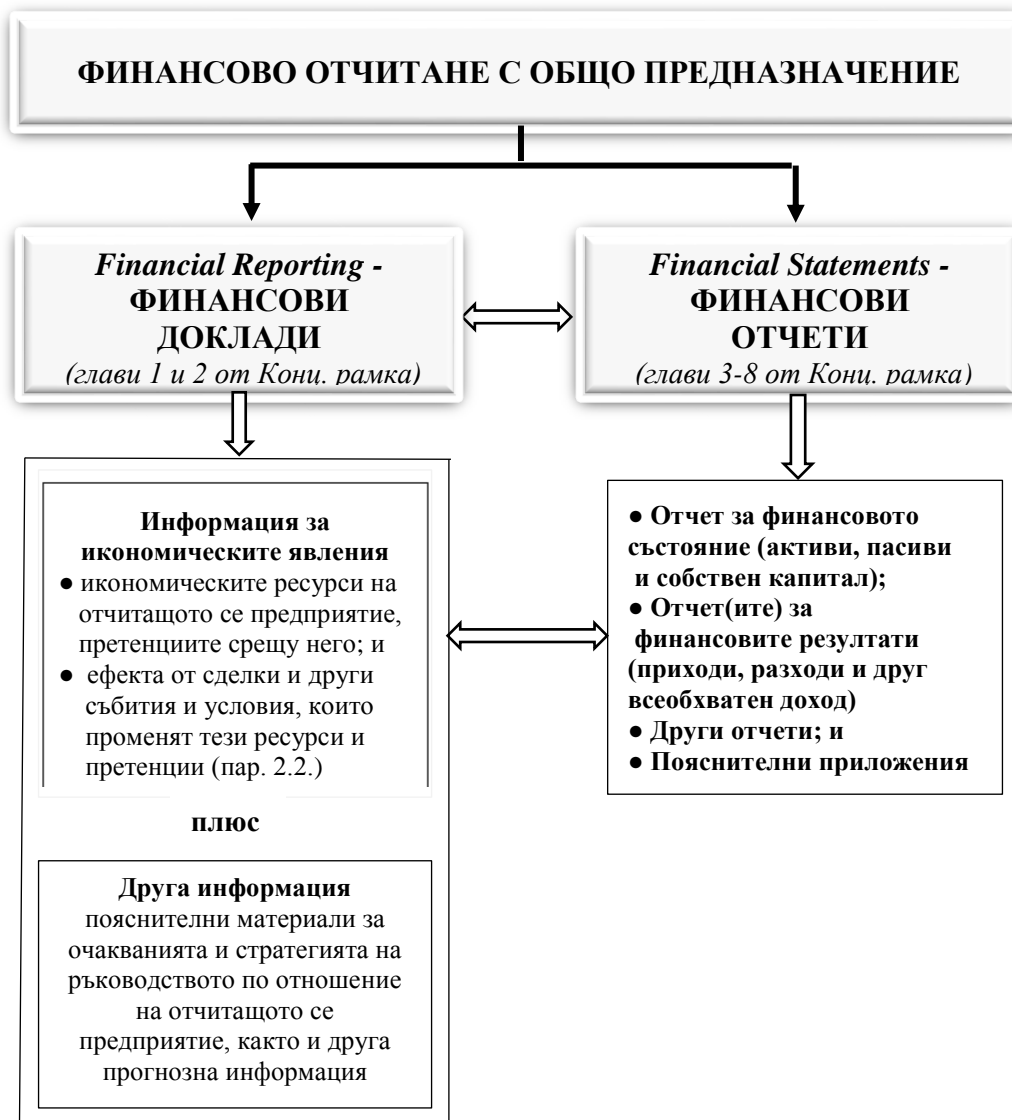 ФИНАНСОВО ОТЧИТАНЕ С ОБЩО ПРЕДНАЗНАЧЕНИЕ
Financial Reporting -
ФИНАНСОВИ
ДОКЛАДИ
(глави 1 и 2 от Конц. рамка)
Financial Statements -
ФИНАНСОВИ
ОТЧЕТИ
(глави 3-8 от Конц. рамка)
Информация за
икономическите явления
● икономическите ресурси на
отчитащото се предприятие,
претенциите срещу него; и
● ефекта от сделки и други
събития и условия, които
променят тези ресурси и
претенции (пар. 2.2.)
плюс
Друга информация
пояснителни материали за
очакванията и стратегията на
ръководството по отношение
на отчитащото се
предприятие, както и друга
прогнозна информация
● Отчет за финансовото
състояние (активи, пасиви
и собствен капитал);
● Отчет(ите) за
финансовите резултати
(приходи, разходи и друг
всеобхватен доход)
● Други отчети; и
● Пояснителни приложения